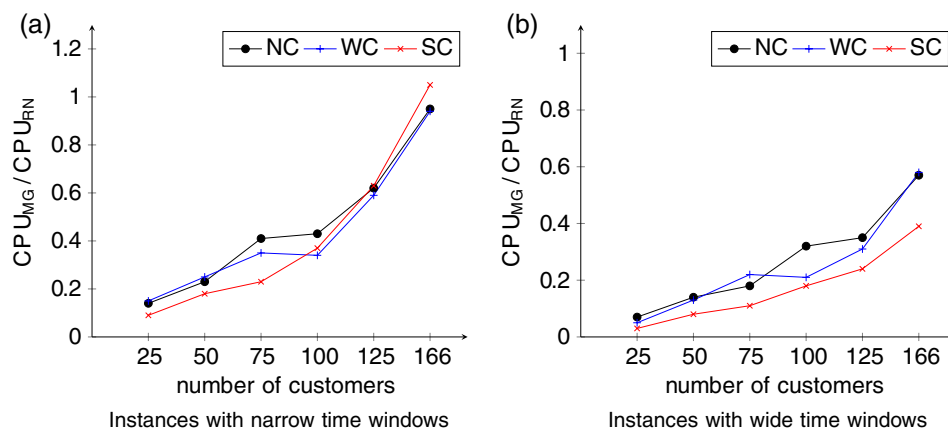 (a)
NC WC SC
1.2
1
0.8
0.6
0.4
0.2
0
CPU_MG / CPU_RN
25 50 75 100 125 166
number of customers
Instances with narrow time windows
(b)
NC WC SC
1
0.8
0.6
0.4
0.2
0
CPU_MG / CPU_RN
25 50 75 100 125 166
number of customers
Instances with wide time windows